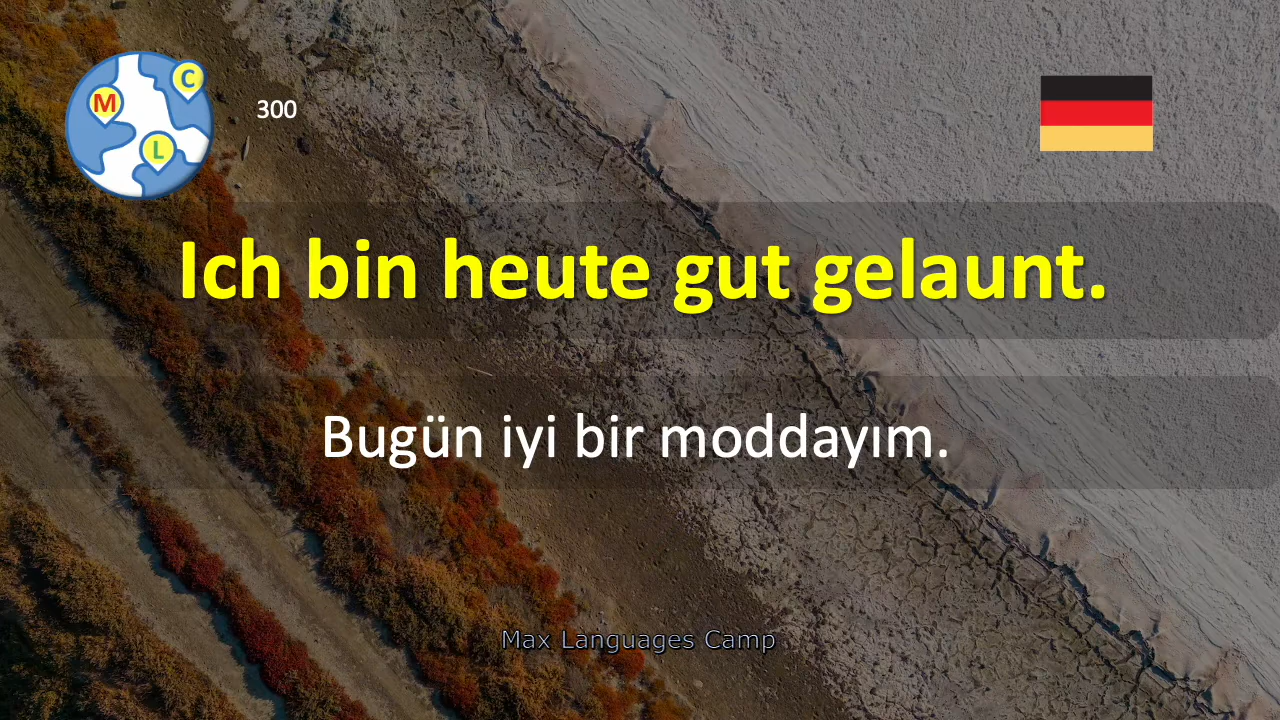 C
M
L
300
Ich bin heute gut gelaunt.
Bugün iyi bir moddayım.
Max Languages Camp